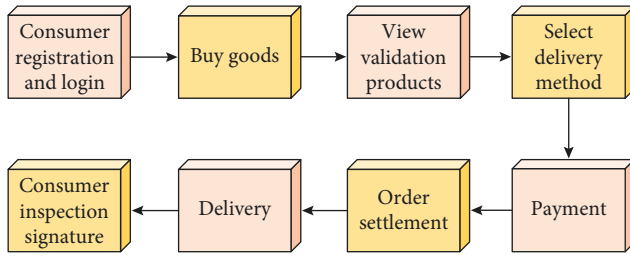 Consumer
registration
and login
Buy goods
View
validation
products
Select
delivery
method
Consumer
inspection
signature
Delivery
Order
settlement
Payment